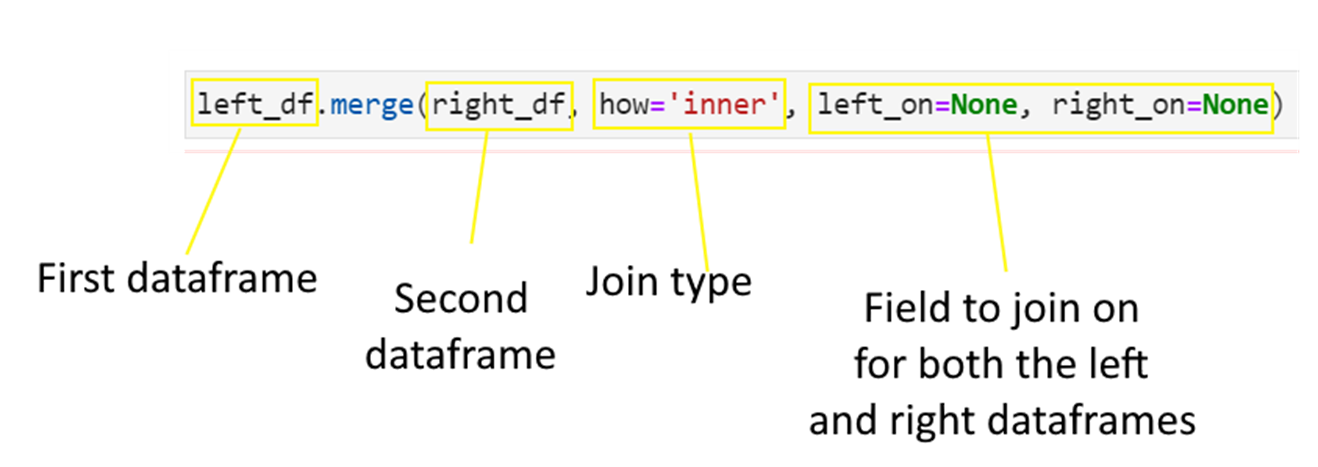 left_df.merge(right_df, how='inner', left_on=None, right_on=None)
First dataframe
Second
dataframe
Join type
Field to join on
for both the left
and right dataframes